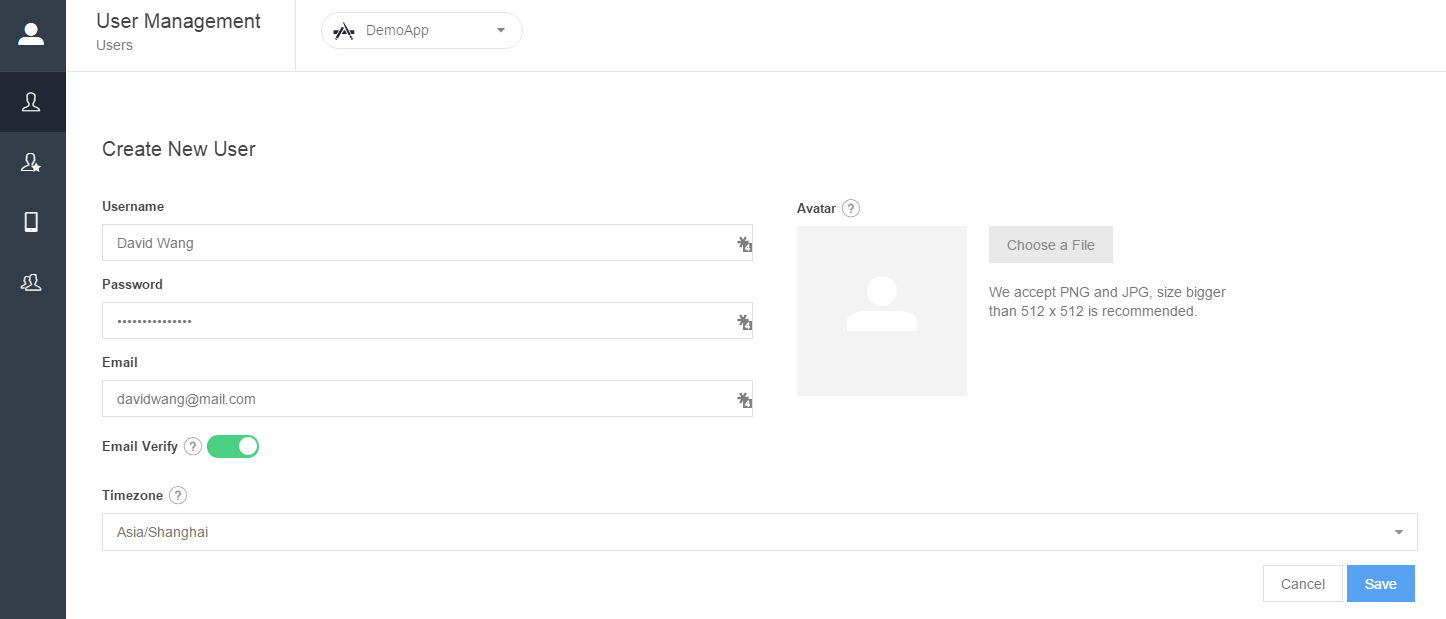 User Management
Users
DemoApp
Create New User
Username
David Wang
Password
•••••••••••••••
Email
davidwang@mail.com
Email Verify ?
Timezone ?
Asia/Shanghai
Avatar ?
Choose a File
We accept PNG and JPG, size bigger
than 512 x 512 is recommended.
Cancel
Save